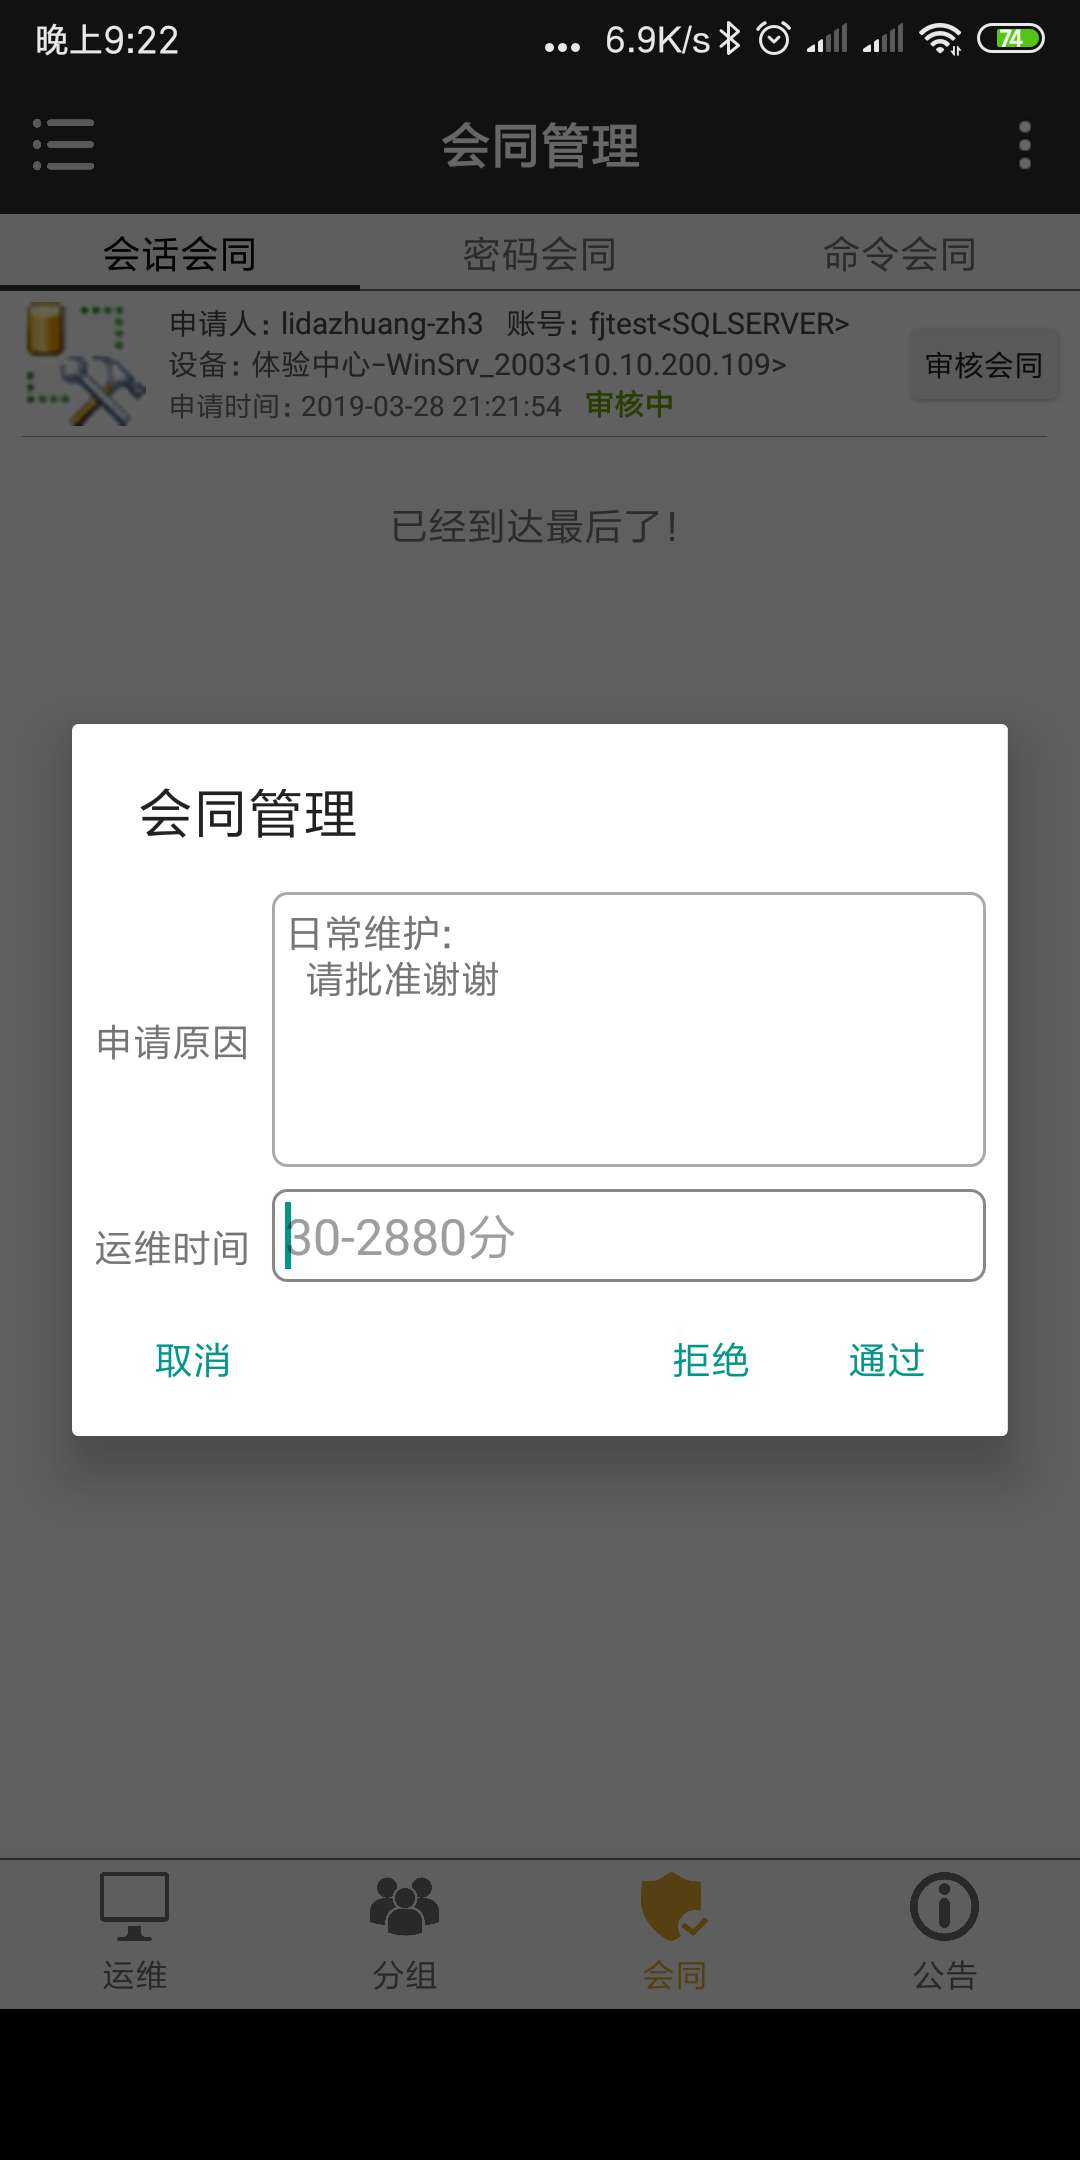 晚上9:22
... 6.9K/s 74
会同管理
会话会同 密码会同 命令会同
申请人: lidazhuang-zh3 账号: fjtest<SQLSERVER>
设备: 体验中心-WinSrv_2003<10.10.200.109>
申请时间: 2019-03-28 21:21:54 审核中
审核会同
已经到达最后了!
会同管理
申请原因
日常维护:
请批准谢谢
运维时间 30-2880分
取消 拒绝 通过
运维 分组 会同 公告